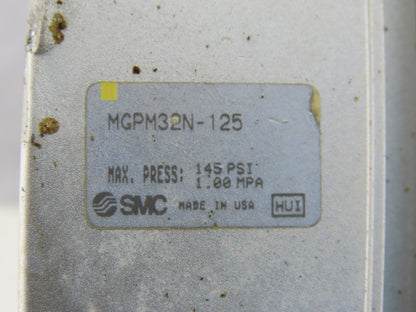 MGPM32N-125
MAX. PRESS: 145 PSI
1.00 MPA
SMC MADE IN USA HUI